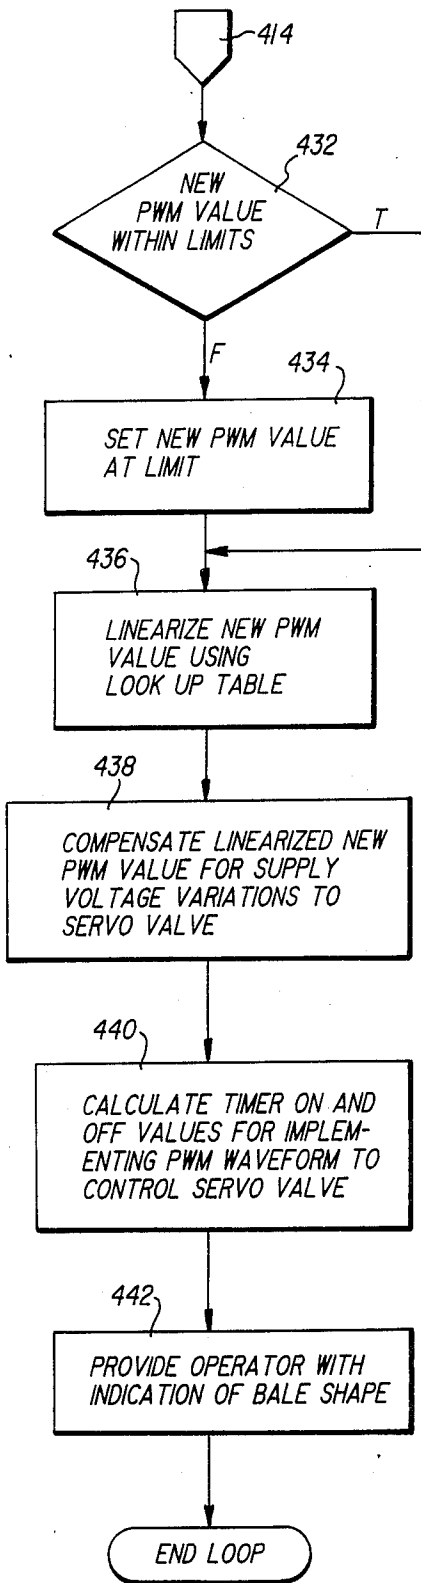 414
432
NEW
PWM VALUE
WITHIN LIMITS
T
F
434
SET NEW PWM VALUE
AT LIMIT
436
LINEARIZE NEW PWM
VALUE USING
LOOK UP TABLE
438
COMPENSATE LINEARIZED NEW
PWM VALUE FOR SUPPLY
VOLTAGE VARIATIONS TO
SERVO VALVE
440
CALCULATE TIMER ON AND
OFF VALUES FOR IMPLEM-
ENTING PWM WAVEFORM TO
CONTROL SERVO VALVE
442
PROVIDE OPERATOR WITH
INDICATION OF BALE SHAPE
END LOOP